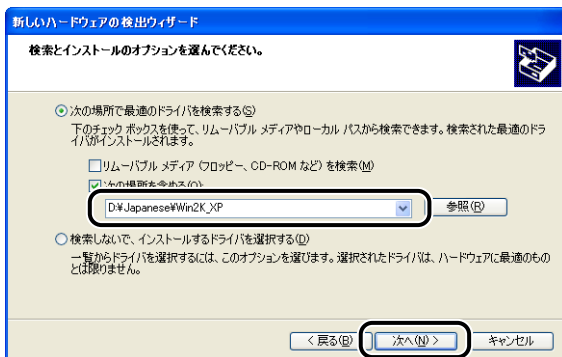 新しいハードウェアの検出ウィザード
検索とインストールのオプションを選んでください。
次の場所で最適のドライバを検索する(S)
下のチェック ボックスを使って、リムーバブル メディアやローカル パスから検索できます。検索された最適のドラ
イバがインストールされます。
リムーバブル メディア (フロッピー、CD-ROM など) を検索(M)
次の場所を含める(O):
D:¥Japanese¥Win2K_XP
参照(R)
検索しないで、インストールするドライバを選択する(D)
一覧からドライバを選択するには、このオプションを選びます。選択されたドライバは、ハードウェアに最適のもの
とは限りません。
< 戻る(B)
次へ(N) >
キャンセル